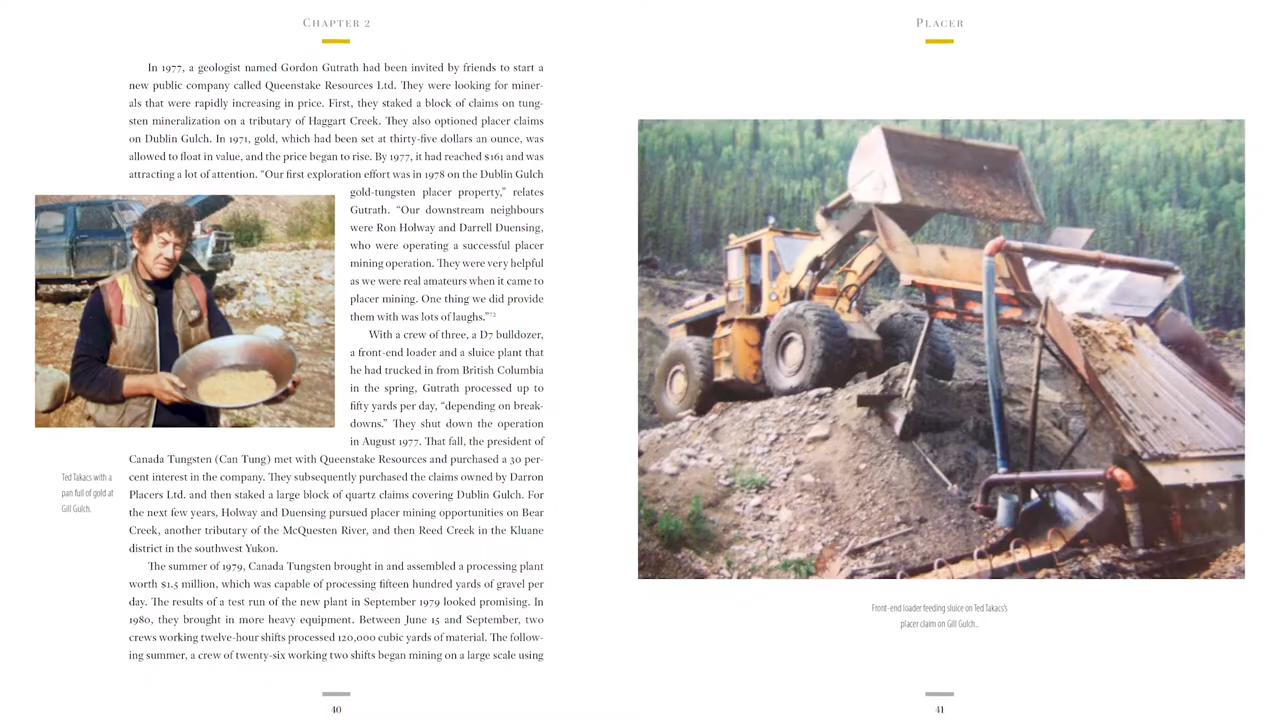 CHAPTER 2
In 1977, a geologist named Gordon Gutrath had been invited by friends to start a
new public company called Queenstake Resources Ltd. They were looking for miner-
als that were rapidly increasing in price. First, they staked a block of claims on tung-
sten mineralization on a tributary of Haggart Creek. They also optioned placer claims
on Dublin Gulch. In 1971, gold, which had been set at thirty-five dollars an ounce, was
allowed to float in value, and the price began to rise. By 1977, it had reached $161 and was
attracting a lot of attention. “Our first exploration effort was in 1978 on the Dublin Gulch
gold-tungsten placer property,” relates
Gutrath. “Our downstream neighbours
were Ron Holway and Darrell Duensing,
who were operating a successful placer
mining operation. They were very helpful
as we were real amateurs when it came to
placer mining. One thing we did provide
them with was lots of laughs.”72
With a crew of three, a D7 bulldozer,
a front-end loader and a sluice plant that
he had trucked in from British Columbia
in the spring, Gutrath processed up to
fifty yards per day, “depending on break-
downs.” They shut down the operation
in August 1977. That fall, the president of
Canada Tungsten (Can Tung) met with Queenstake Resources and purchased a 30 per-
cent interest in the company. They subsequently purchased the claims owned by Darron
Placers Ltd. and then staked a large block of quartz claims covering Dublin Gulch. For
the next few years, Holway and Duensing pursued placer mining opportunities on Bear
Creek, another tributary of the McQuesten River, and then Reed Creek in the Kluane
district in the southwest Yukon.
The summer of 1979, Canada Tungsten brought in and assembled a processing plant
worth $1.5 million, which was capable of processing fifteen hundred yards of gravel per
day. The results of a test run of the new plant in September 1979 looked promising. In
1980, they brought in more heavy equipment. Between June 15 and September, two
crews working twelve-hour shifts processed 120,000 cubic yards of material. The follow-
ing summer, a crew of twenty-six working two shifts began mining on a large scale using
Ted Takacs with a
pan full of gold at
Gill Gulch.
40
PLACER
Front-end loader feeding sluice on Ted Takacs's
placer claim on Gill Gulch..
41